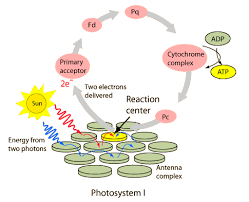 Pq
Fd
ADP
Cytochrome
complex
ATP
Primary
acceptor
2e⁻
Two electrons
delivered
Sun
Reaction
center
Pc
Energy from
two photons
Antenna
complex
Photosystem I